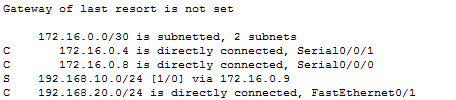 Gateway of last resort is not set
172.16.0.0/30 is subnetted, 2 subnets
C 172.16.0.4 is directly connected, Serial0/0/1
C 172.16.0.8 is directly connected, Serial0/0/0
S 192.168.10.0/24 [1/0] via 172.16.0.9
C 192.168.20.0/24 is directly connected, FastEthernet0/1